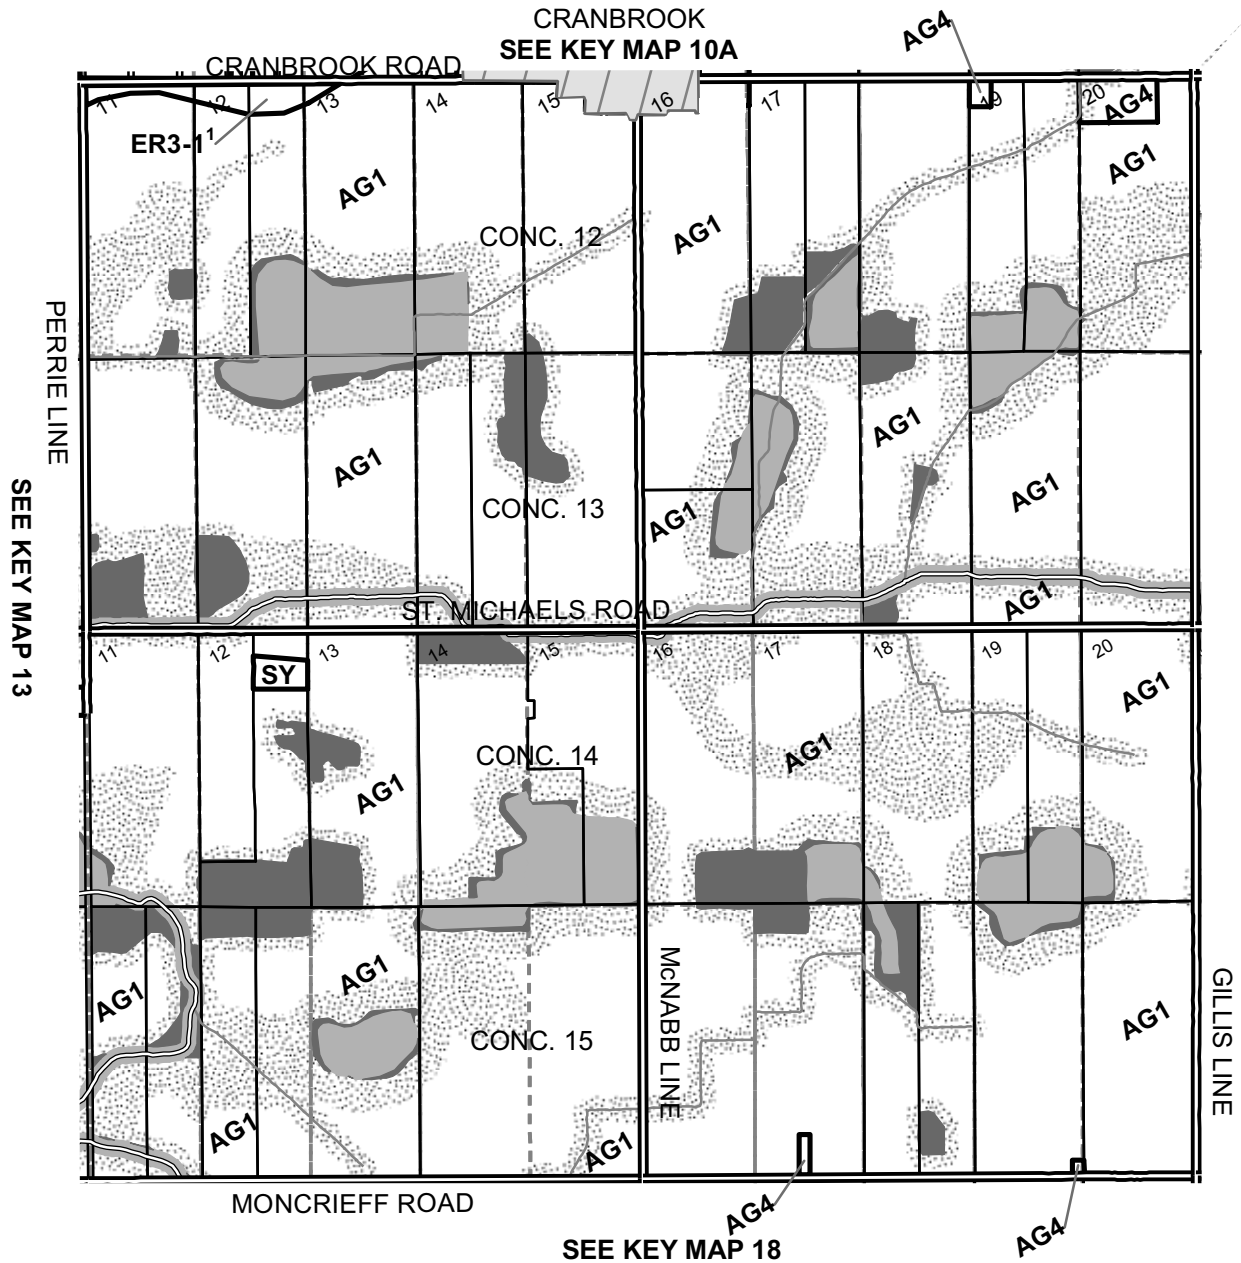 CRANBROOK
SEE KEY MAP 10A
AG4
CRANBROOK ROAD
11
12
13
14
15
16
17
19
20
AG4
ER3-1¹
AG1
AG1
AG1
CONC. 12
PERRIE LINE
AG1
AG1
AG1
AG1
CONC. 13
SEE KEY MAP 13
ST. MICHAELS ROAD
AG1
11
12
13
14
15
16
17
18
19
20
SY
AG1
AG1
CONC. 14
AG1
AG1
AG1
CONC. 15
McNABB LINE
AG1
GILLIS LINE
AG1
AG1
MONCRIEFF ROAD
AG4
AG4
SEE KEY MAP 18